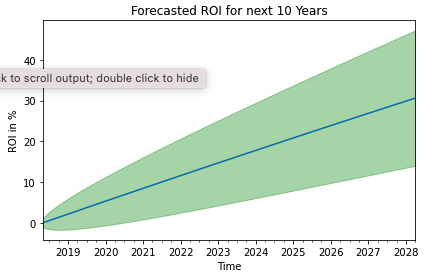 Forecasted ROI for next 10 Years
40
to scroll output; double click to hide
30
ROI in %
20
10
0
2019 2020 2021 2022 2023 2024 2025 2026 2027 2028
Time